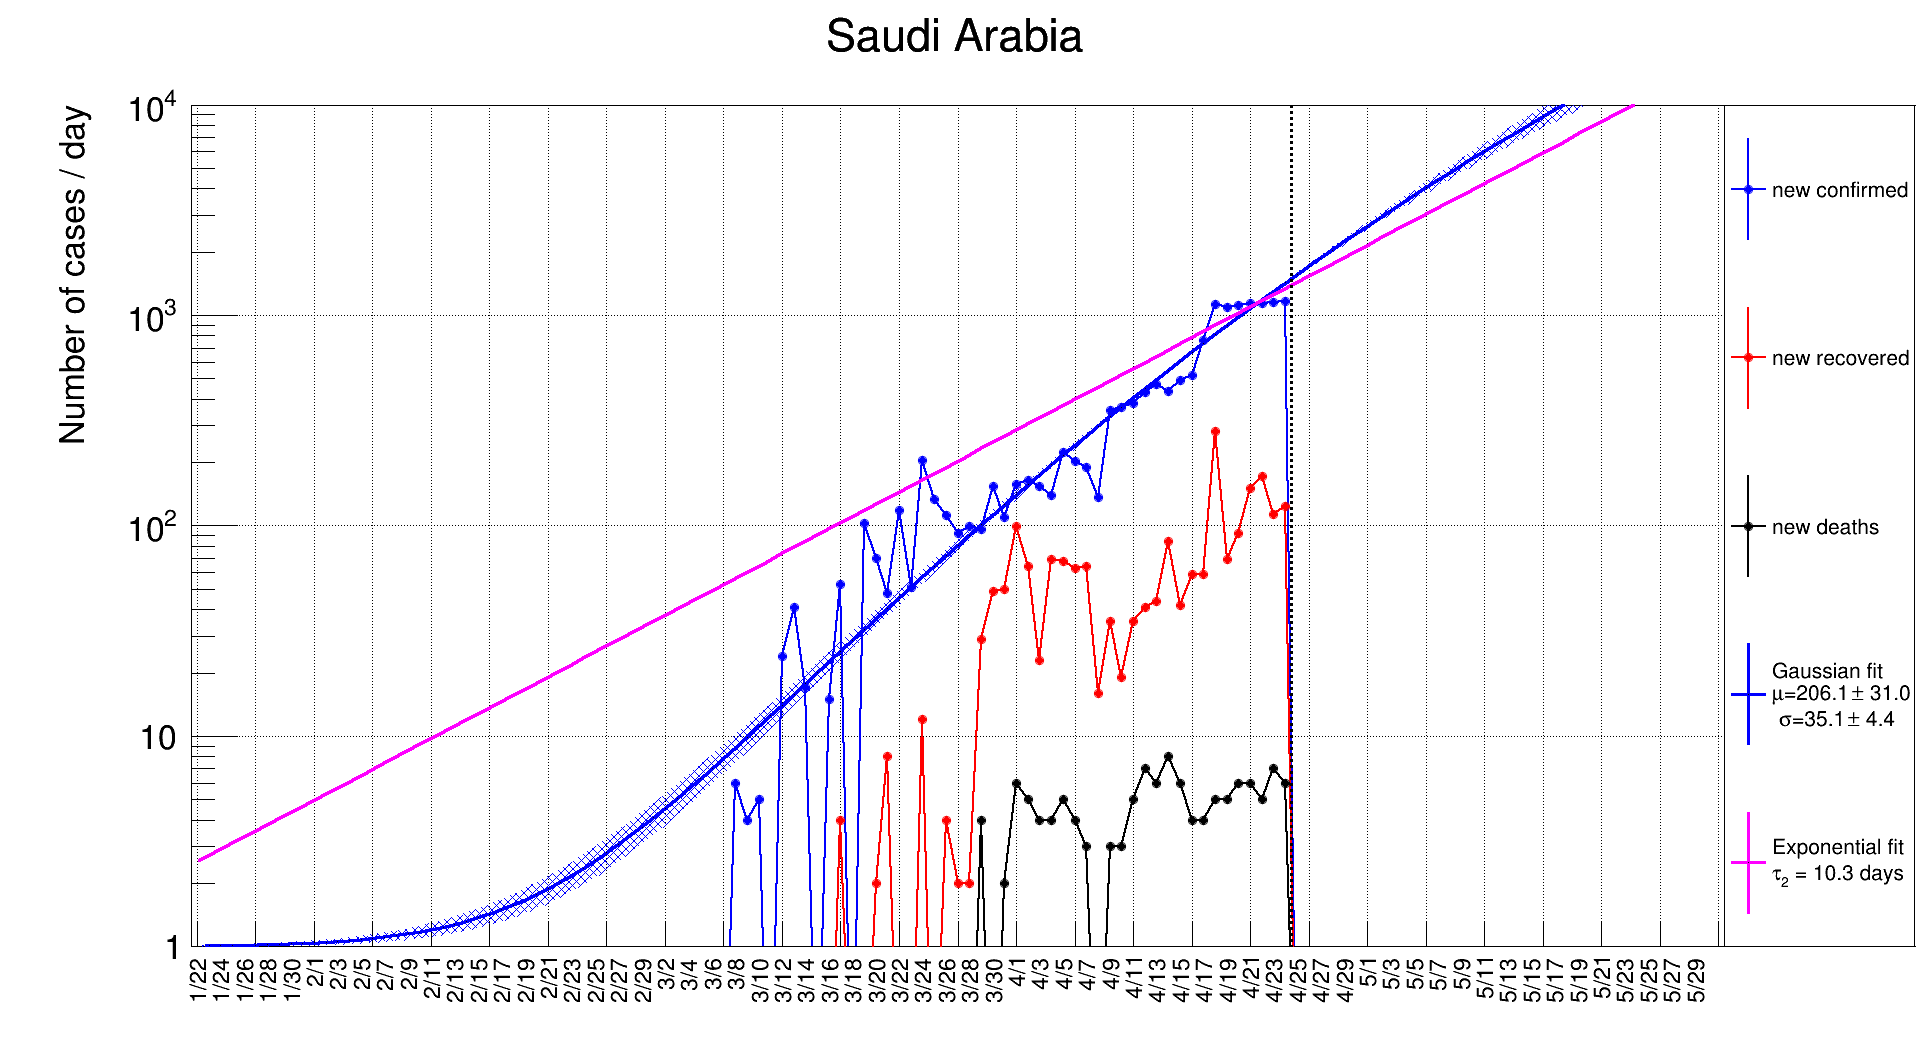 Saudi Arabia
Number of cases / day
10⁴
10³
10²
10
1
1/22 1/24 1/26 1/28 1/30 2/1 2/3 2/5 2/7 2/9 2/11 2/13 2/15 2/17 2/19 2/21 2/23 2/25 2/27 2/29 3/2 3/4 3/6 3/8 3/10 3/12 3/14 3/16 3/18 3/20 3/22 3/24 3/26 3/28 3/30 4/1 4/3 4/5 4/7 4/9 4/11 4/13 4/15 4/17 4/19 4/21 4/23 4/25 4/27 4/29 5/1 5/3 5/5 5/7 5/9 5/11 5/13 5/15 5/17 5/19 5/21 5/23 5/25 5/27 5/29
new confirmed
new recovered
new deaths
Gaussian fit
μ=206.1± 31.0
σ=35.1± 4.4
Exponential fit
τ₂ = 10.3 days